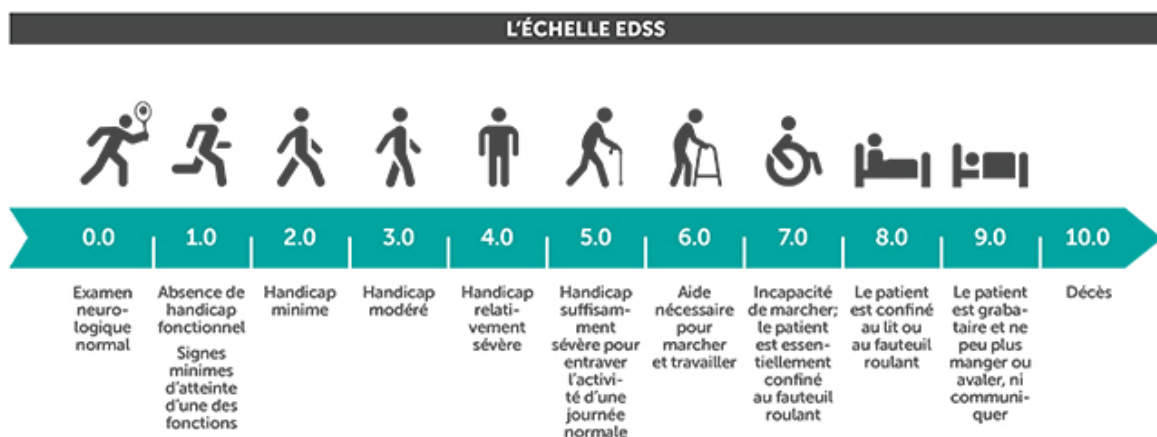 L'ÉCHELLE EDSS
0.0
1.0
2.0
3.0
4.0
5.0
6.0
7.0
8.0
9.0
10.0
Examen
neuro-
logique
normal
Absence de
handicap
fonctionnel
Signes
minimes
d'atteinte
d'une des
fonctions
Handicap
minime
Handicap
modéré
Handicap
relati-
vement
sévère
Handicap
suffisam-
ment
sévère pour
entraver
l'activi-
té d'une
journée
normale
Aide
nécessaire
pour
marcher
et travailler
Incapacité
de marcher;
le patient
est essen-
tiellement
confiné
au fauteuil
roulant
Le patient
est confiné
au lit ou
au fauteuil
roulant
Le patient
est graba-
taire et ne
peu plus
manger ou
avaler, ni
communi-
quer
Décès